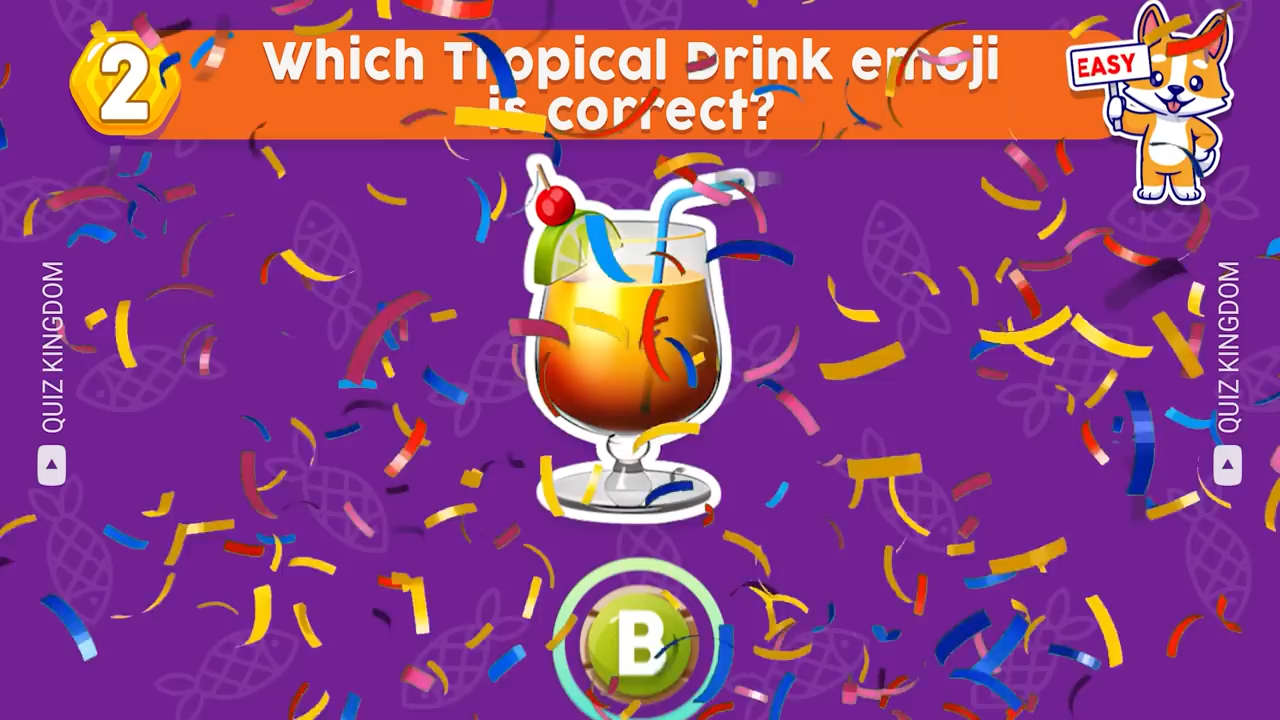 2
Which Tropical Drink emoji
is correct?
EASY
QUIZ KINGDOM
QUIZ KINGDOM
B